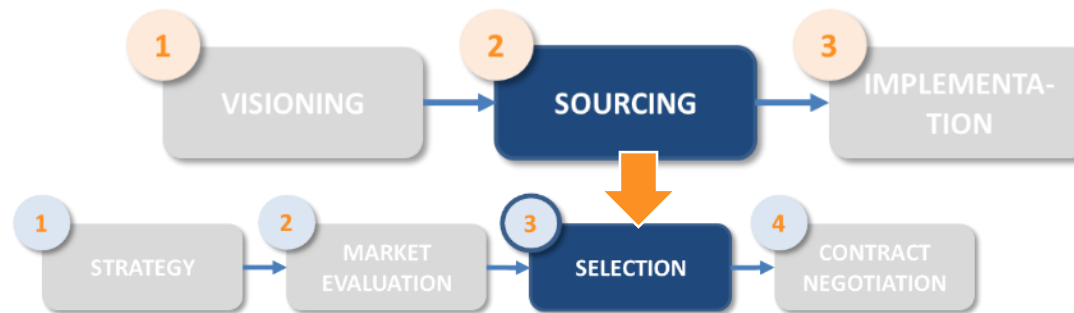 1
VISIONING
2
SOURCING
3
IMPLEMENTA-
TION
1
STRATEGY
2
MARKET
EVALUATION
3
SELECTION
4
CONTRACT
NEGOTIATION